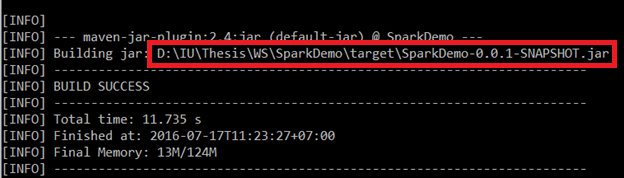 [INFO]
[INFO] --- maven-jar-plugin:2.4:jar (default-jar) @ SparkDemo ---
[INFO] Building jar: D:\IU\Thesis\WS\SparkDemo\target\SparkDemo-0.0.1-SNAPSHOT.jar
[INFO] ------------------------------------------------------------------------
[INFO] BUILD SUCCESS
[INFO] ------------------------------------------------------------------------
[INFO] Total time: 11.735 s
[INFO] Finished at: 2016-07-17T11:23:27+07:00
[INFO] Final Memory: 13M/124M
[INFO] ------------------------------------------------------------------------